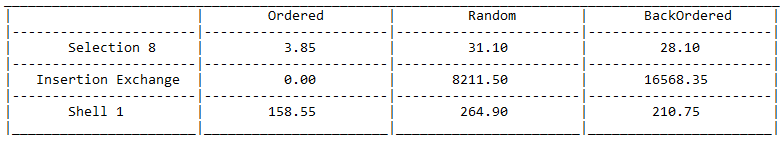 Ordered Random BackOrdered
Selection 8 3.85 31.10 28.10
Insertion Exchange 0.00 8211.50 16568.35
Shell 1 158.55 264.90 210.75